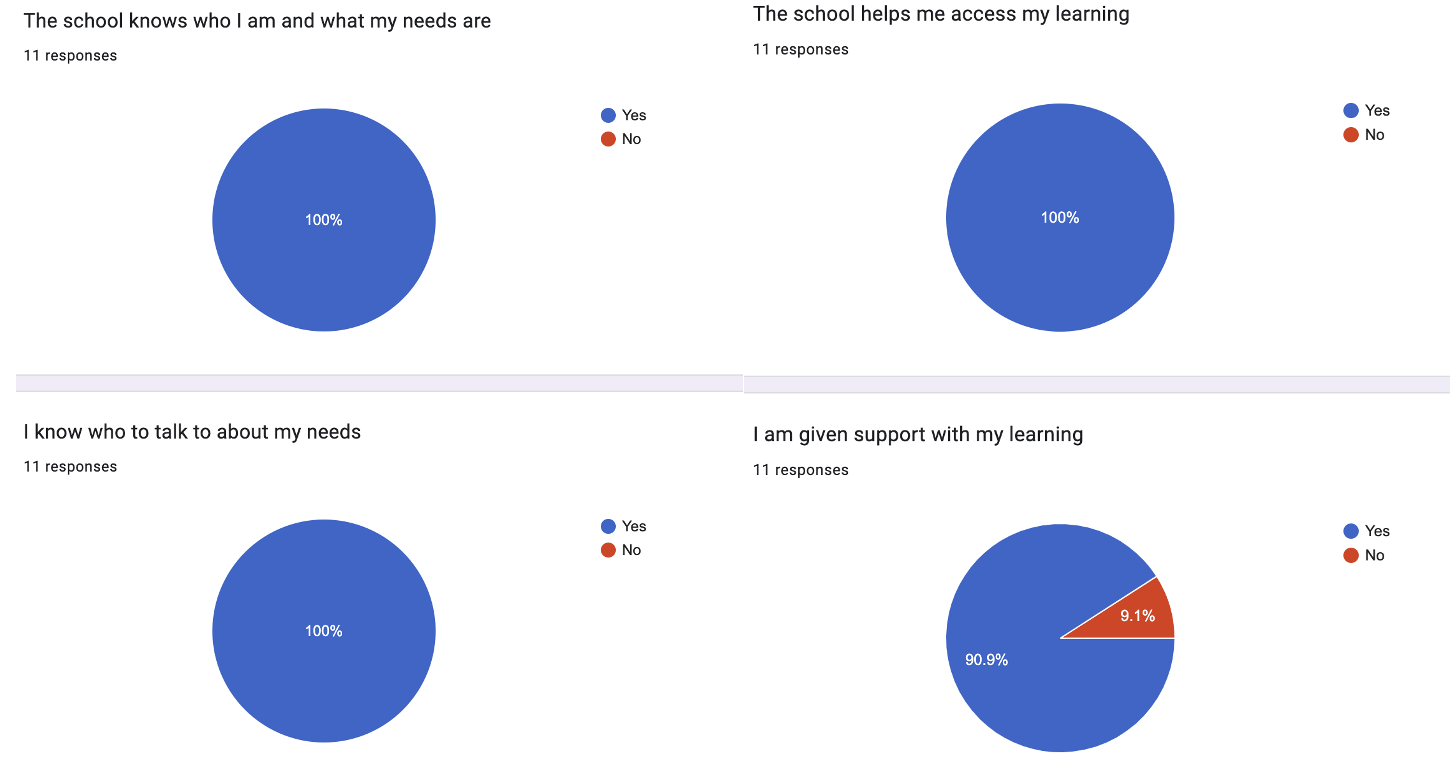 The school knows who I am and what my needs are
11 responses
Yes
No
100%
The school helps me access my learning
11 responses
Yes
No
100%
I know who to talk to about my needs
11 responses
Yes
No
100%
I am given support with my learning
11 responses
Yes
No
9.1%
90.9%